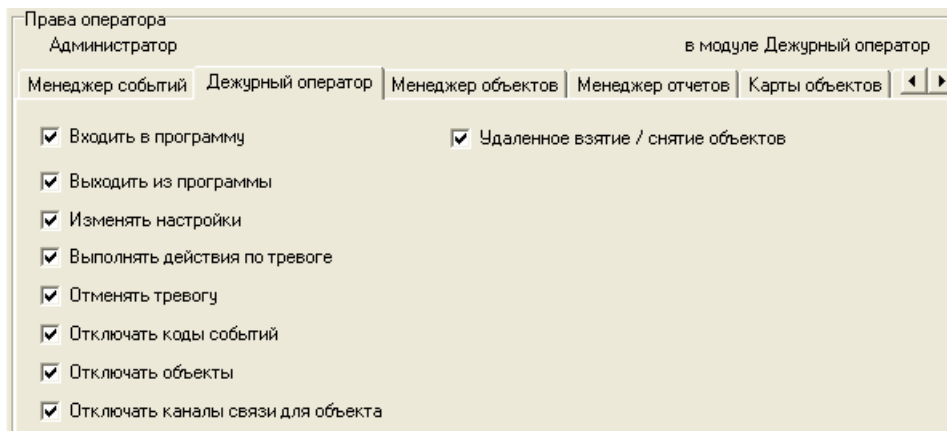 Права оператора
Администратор в модуле Дежурный оператор
Менеджер событий Дежурный оператор Менеджер объектов Менеджер отчетов Карты объектов
Входить в программу Удаленное взятие / снятие объектов
Выходить из программы
Изменять настройки
Выполнять действия по тревоге
Отменять тревогу
Отключать коды событий
Отключать объекты
Отключать каналы связи для объекта